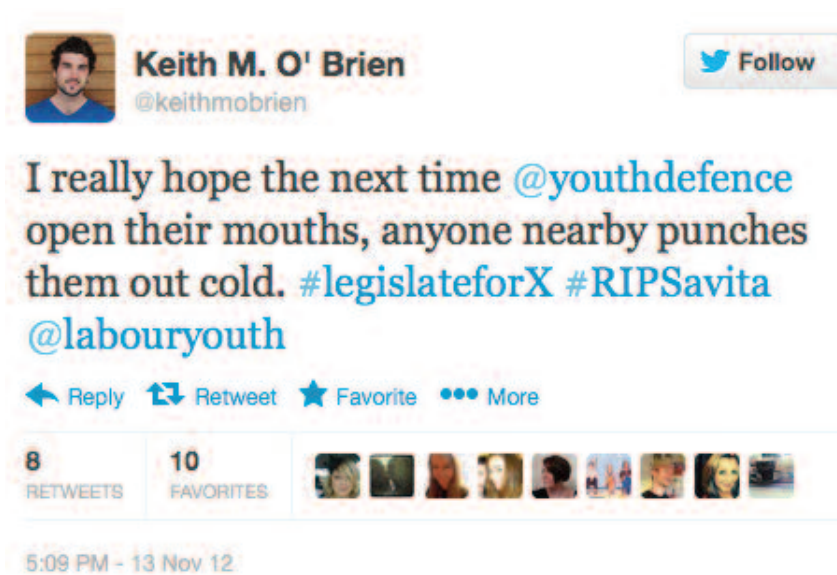 Keith M. O' Brien
@keithmobrien
Follow
I really hope the next time @youthdefence
open their mouths, anyone nearby punches
them out cold. #legislateforX #RIPSavita
@labouryouth
Reply Retweet Favorite More
8 10
RETWEETS FAVORITES
5:09 PM - 13 Nov 12